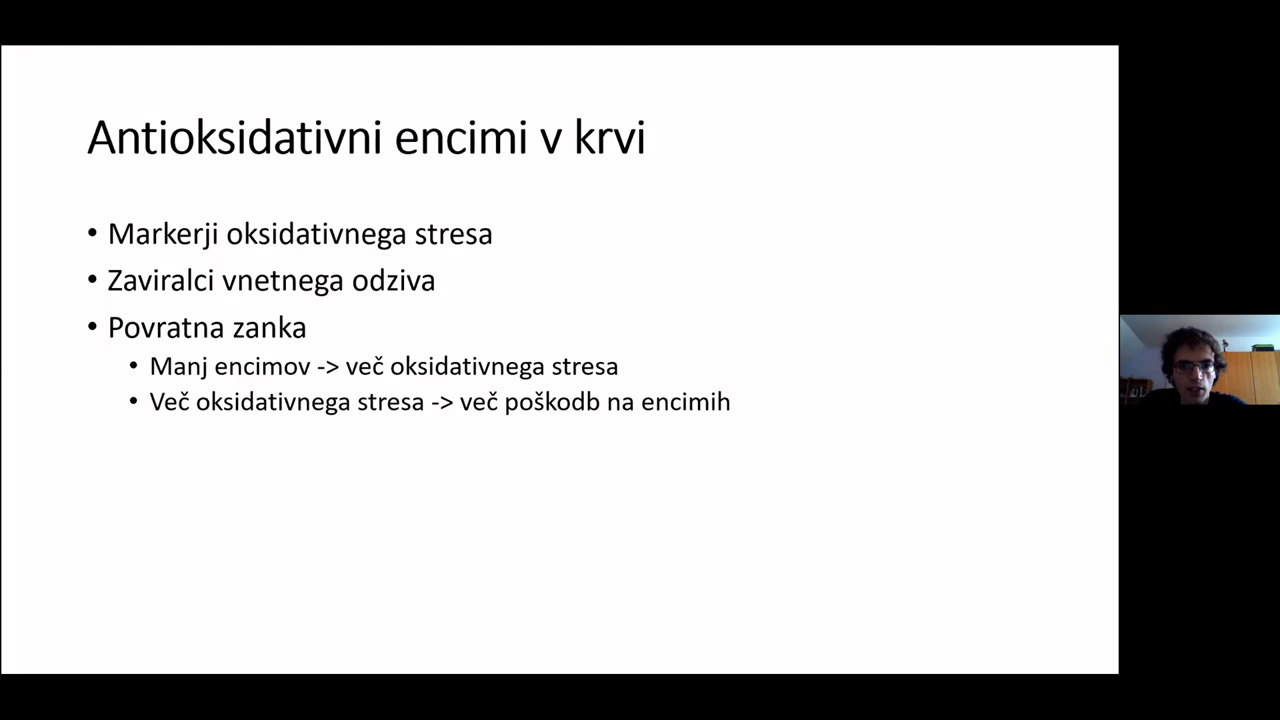 Antioksidativni encimi v krvi
• Markerji oksidativnega stresa
• Zaviralci vnetnega odziva
• Povratna zanka
• Manj encimov -> več oksidativnega stresa
• Več oksidativnega stresa -> več poškodb na encimih